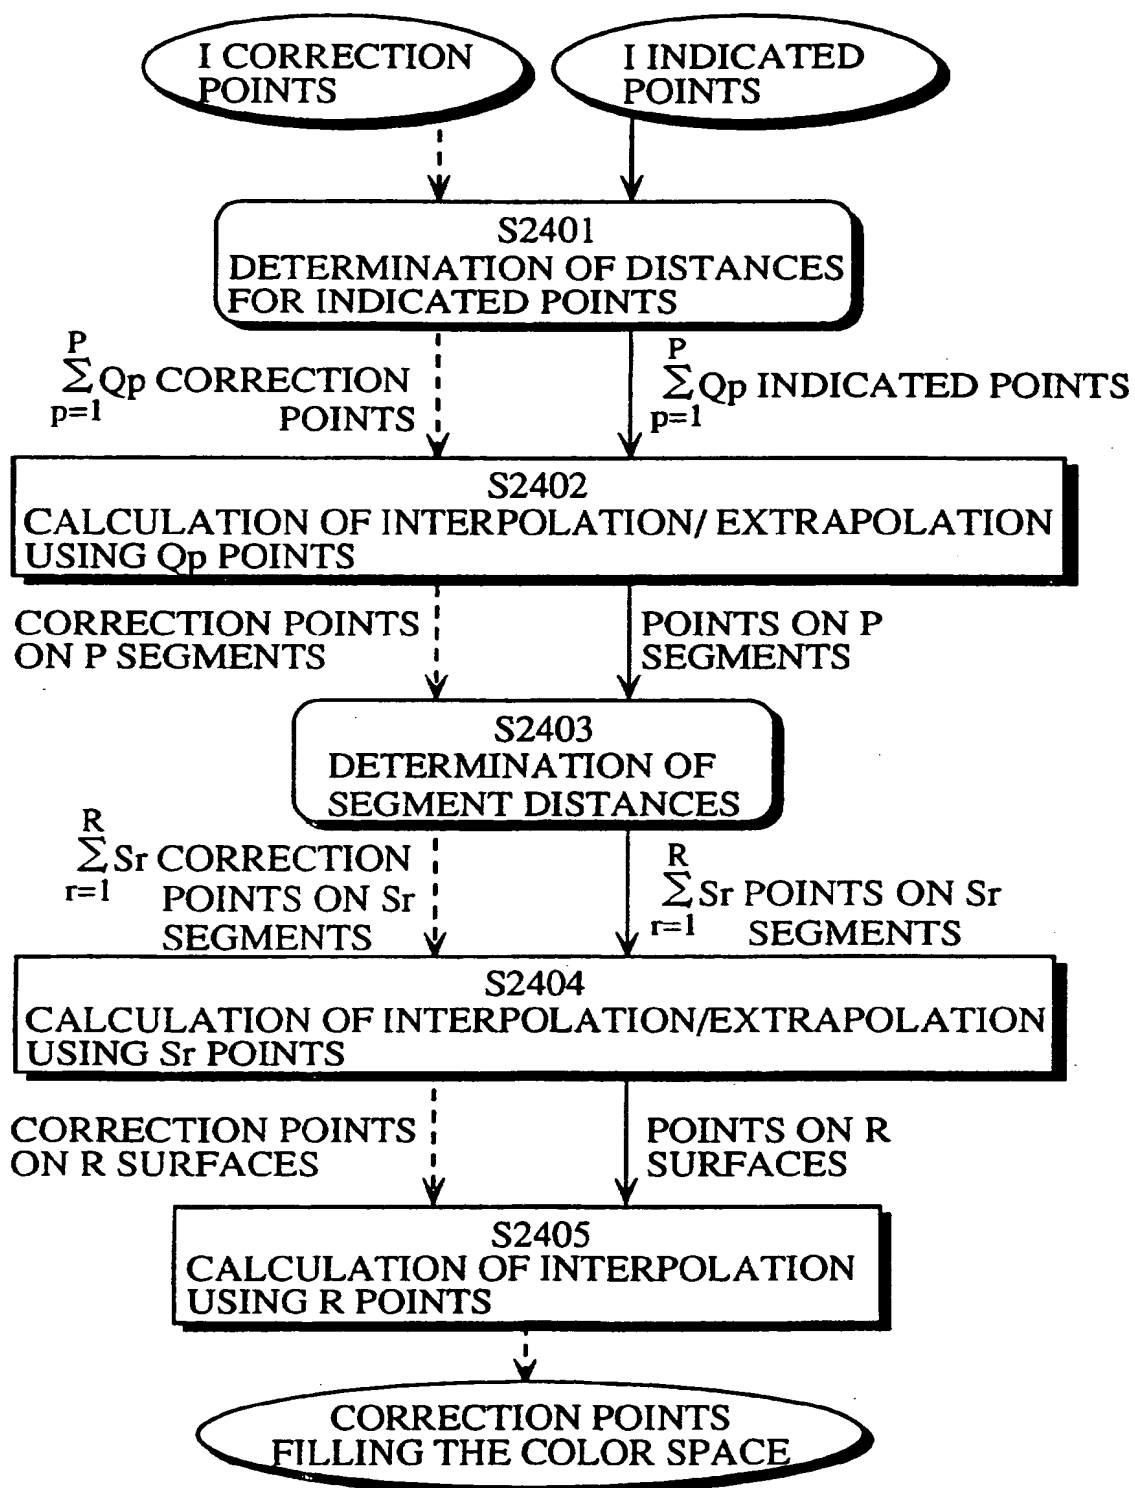 I CORRECTION
POINTS
I INDICATED
POINTS
S2401
DETERMINATION OF DISTANCES
FOR INDICATED POINTS
P
ΣQp CORRECTION
p=1
POINTS
P
ΣQp INDICATED POINTS
p=1
S2402
CALCULATION OF INTERPOLATION/ EXTRAPOLATION
USING Qp POINTS
CORRECTION POINTS
ON P SEGMENTS
POINTS ON P
SEGMENTS
S2403
DETERMINATION OF
SEGMENT DISTANCES
R
ΣSr CORRECTION
r=1
POINTS ON Sr
SEGMENTS
R
ΣSr POINTS ON Sr
r=1
SEGMENTS
S2404
CALCULATION OF INTERPOLATION/EXTRAPOLATION
USING Sr POINTS
CORRECTION POINTS
ON R SURFACES
POINTS ON R
SURFACES
S2405
CALCULATION OF INTERPOLATION
USING R POINTS
CORRECTION POINTS
FILLING THE COLOR SPACE